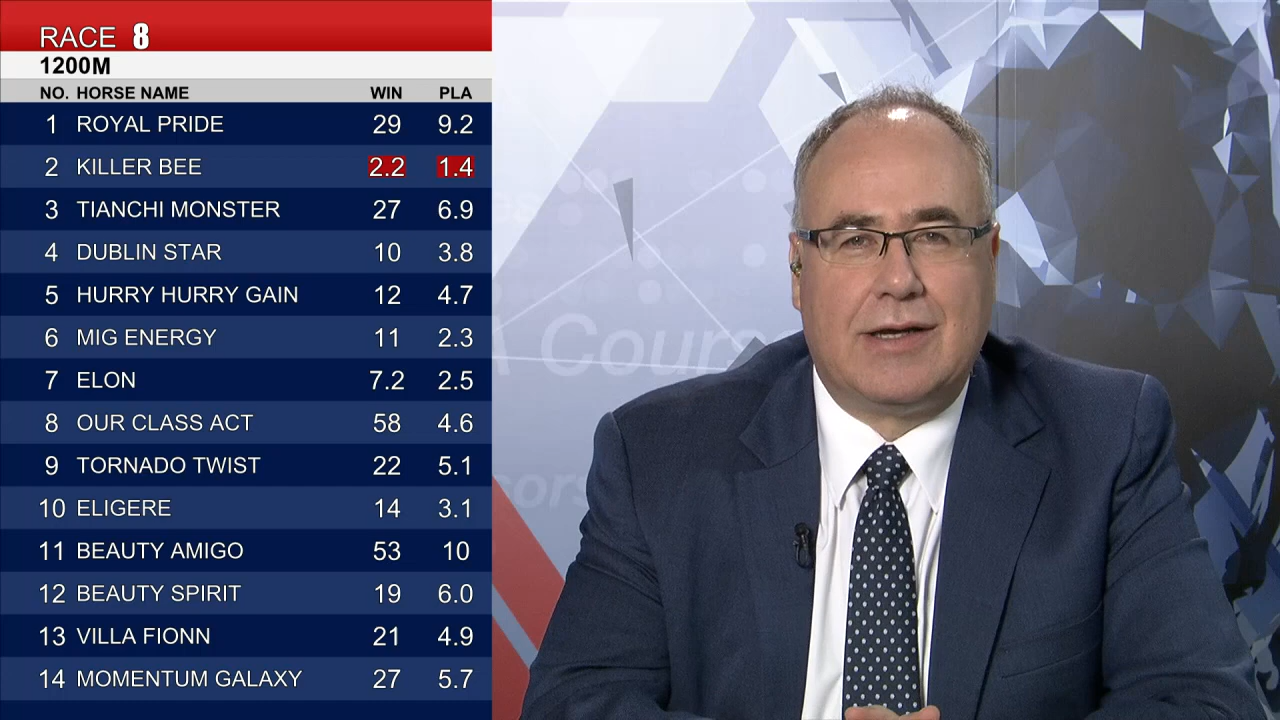 RACE 8
1200M
NO. HORSE NAME WIN PLA
1 ROYAL PRIDE 29 9.2
2 KILLER BEE 2.2 1.4
3 TIANCHI MONSTER 27 6.9
4 DUBLIN STAR 10 3.8
5 HURRY HURRY GAIN 12 4.7
6 MIG ENERGY 11 2.3
7 ELON 7.2 2.5
8 OUR CLASS ACT 58 4.6
9 TORNADO TWIST 22 5.1
10 ELIGERE 14 3.1
11 BEAUTY AMIGO 53 10
12 BEAUTY SPIRIT 19 6.0
13 VILLA FIONN 21 4.9
14 MOMENTUM GALAXY 27 5.7
A